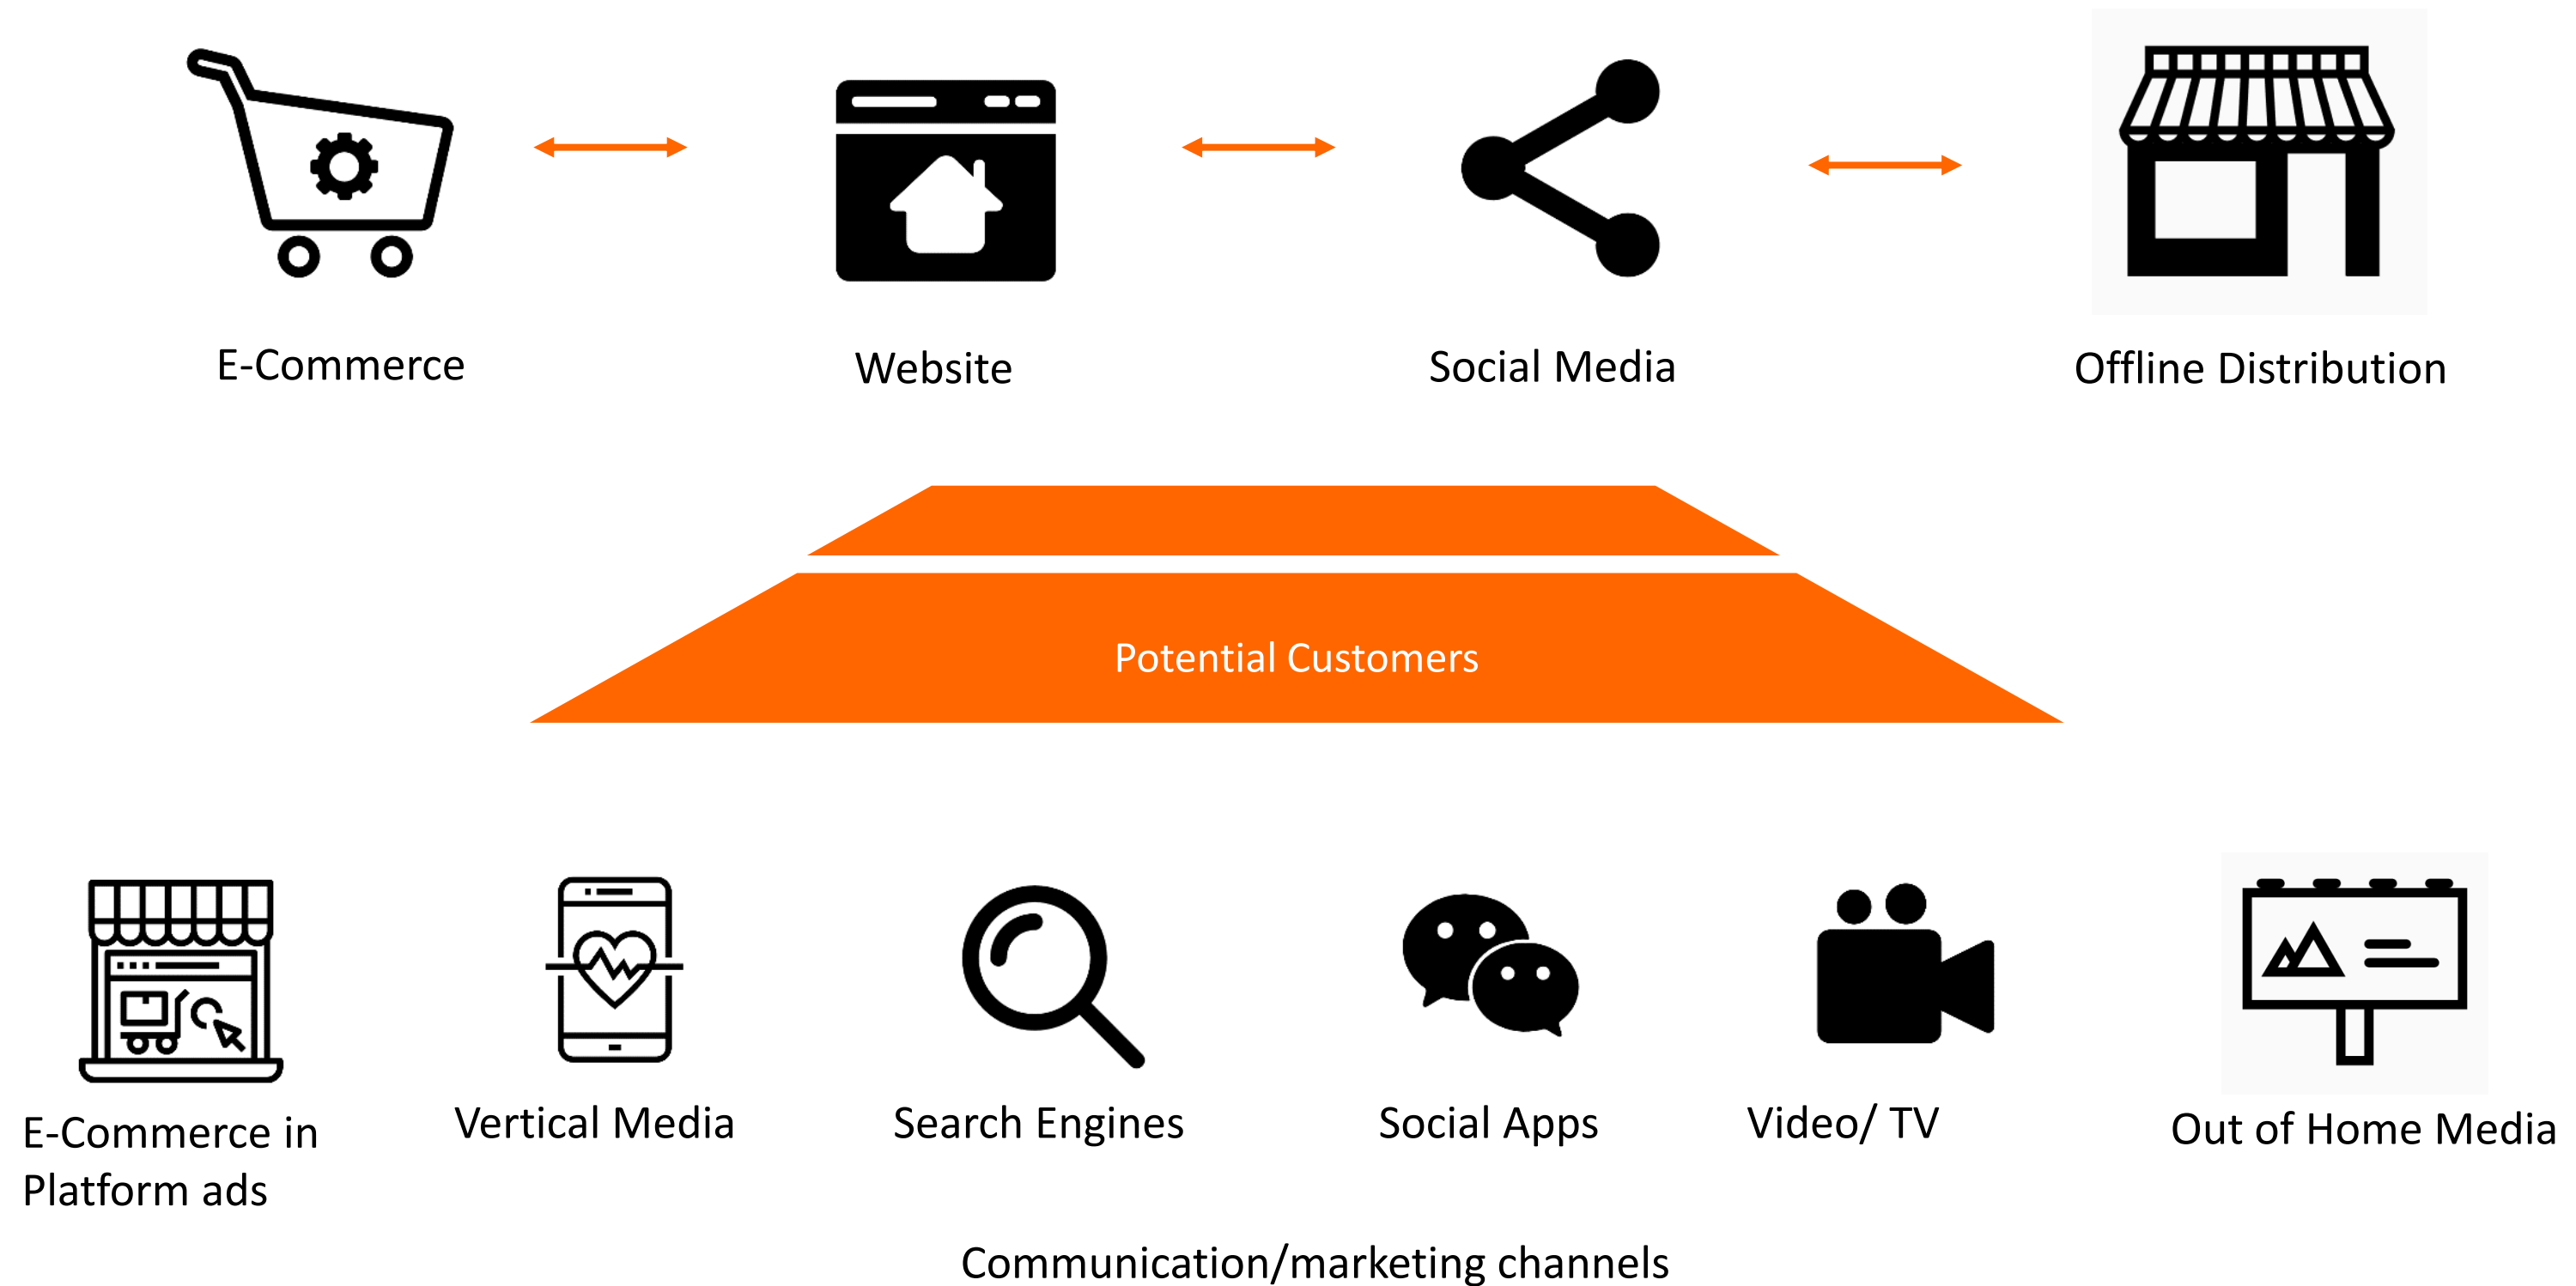 E-Commerce
Website
Social Media
Offline Distribution
Potential Customers
E-Commerce in
Platform ads
Vertical Media
Search Engines
Social Apps
Video/ TV
Out of Home Media
Communication/marketing channels